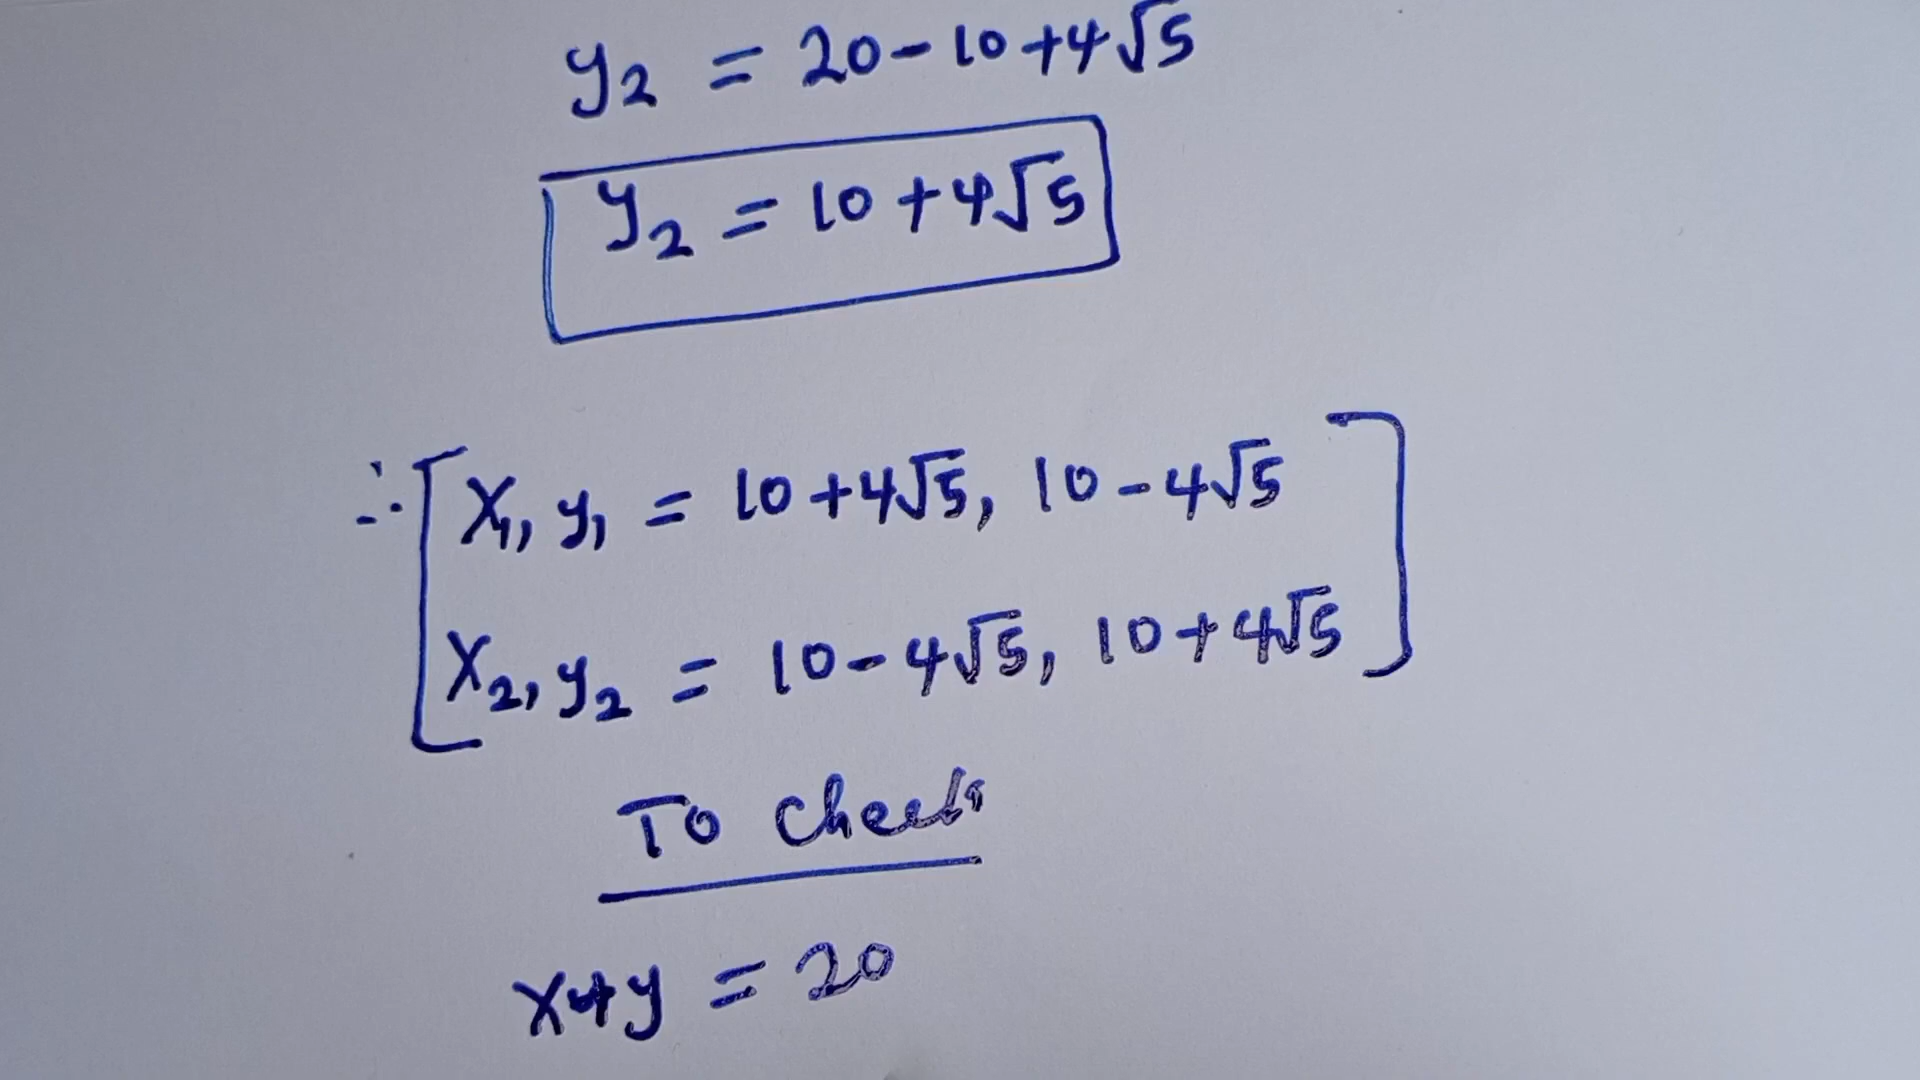 y₂ = 20-10+4√5
y₂ = 10+4√5
∴ [x₁, y₁ = 10+4√5, 10-4√5
x₂, y₂ = 10-4√5, 10+4√5]
To Check
x+y = 20